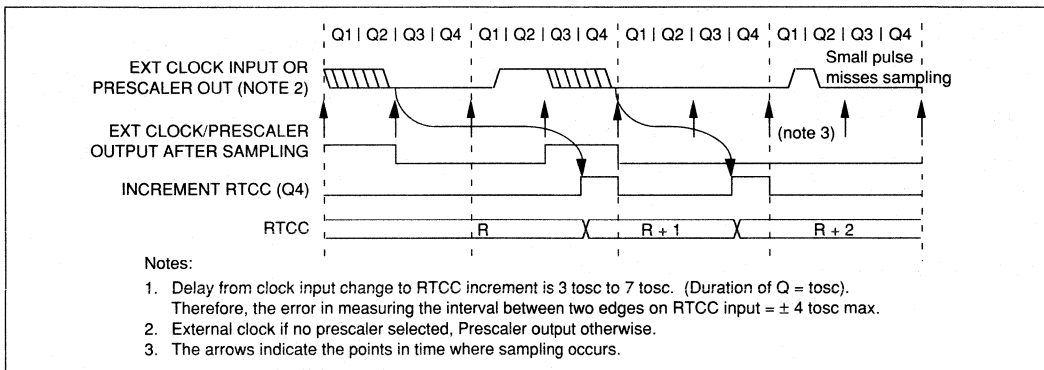 Q1 | Q2 | Q3 | Q4 | Q1 | Q2 | Q3 | Q4 | Q1 | Q2 | Q3 | Q4 | Q1 | Q2 | Q3 | Q4
EXT CLOCK INPUT OR
PRESCALER OUT (NOTE 2)
Small pulse
misses sampling
EXT CLOCK/PRESCALER
OUTPUT AFTER SAMPLING
(note 3)
INCREMENT RTCC (Q4)
RTCC R R + 1 R + 2
Notes:
1. Delay from clock input change to RTCC increment is 3 tosc to 7 tosc. (Duration of Q = tosc).
Therefore, the error in measuring the interval between two edges on RTCC input = ± 4 tosc max.
2. External clock if no prescaler selected, Prescaler output otherwise.
3. The arrows indicate the points in time where sampling occurs.